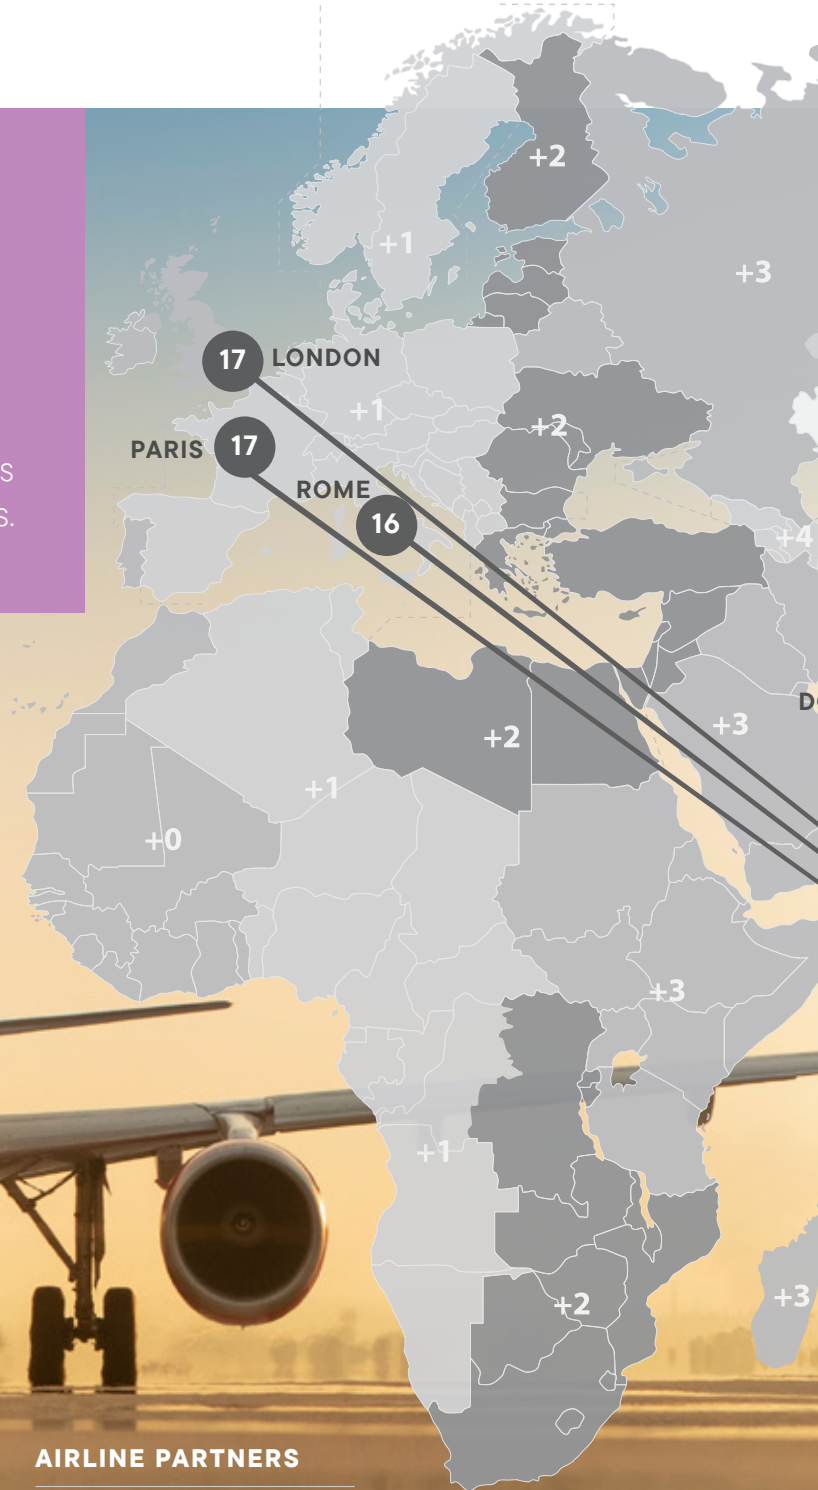 +2
+1
+3
17 LONDON
+1
+2
PARIS 17
S
ROME
16
S.
+4
D
+3
+2
+1
+0
+3
+1
+2
+3
AIRLINE PARTNERS